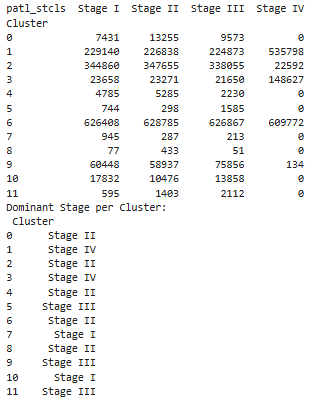 patl_stcls  Stage I  Stage II  Stage III  Stage IV
Cluster
0  7431  13255  9573  0
1  229140  226838  224873  535798
2  344860  347655  338055  22592
3  23658  23271  21650  148627
4  4785  5285  2230  0
5  744  298  1585  0
6  626408  628785  626867  609772
7  945  287  213  0
8  77  433  51  0
9  60448  58937  75856  134
10  17832  10476  13858  0
11  595  1403  2112  0
Dominant Stage per Cluster:
Cluster
0  Stage II
1  Stage IV
2  Stage II
3  Stage IV
4  Stage II
5  Stage III
6  Stage II
7  Stage I
8  Stage II
9  Stage III
10  Stage I
11  Stage III